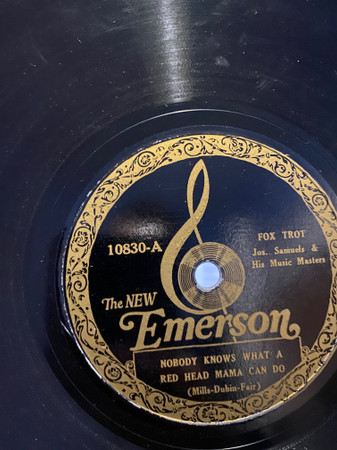 10830-A
FOX TROT
Jos. Samuels &
His Music Masters
The NEW
Emerson
NOBODY KNOWS WHAT A
RED HEAD MAMA CAN DO
(Mills-Dubin-Fair)